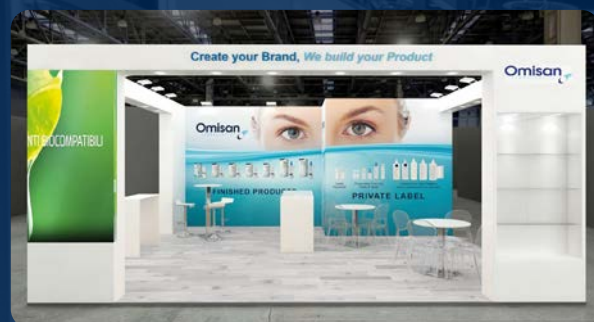 Create your Brand, We build your Product
Omisan
NTI BIOCOMPATIBILI
Omisan
FINISHED PRODUCTS
PRIVATE LABEL